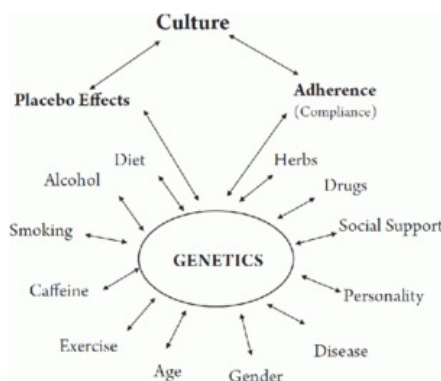 Culture
Placebo Effects
Adherence
(Compliance)
Diet
Herbs
Alcohol
Drugs
Smoking
Social Support
GENETICS
Caffeine
Personality
Exercise
Disease
Age
Gender